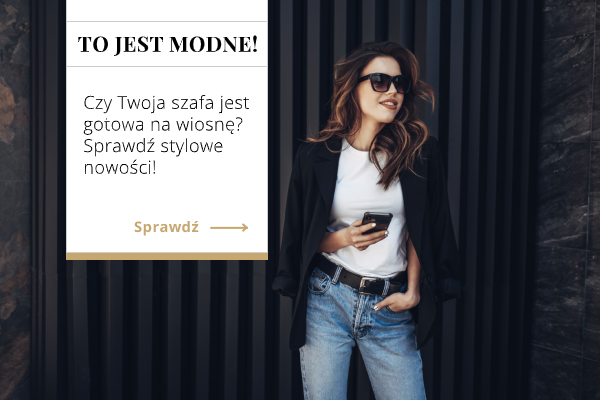 TO JEST MODNE!
Czy Twoja szafa jest
gotowa na wiosnę?
Sprawdź stylowe
nowości!
Sprawdź